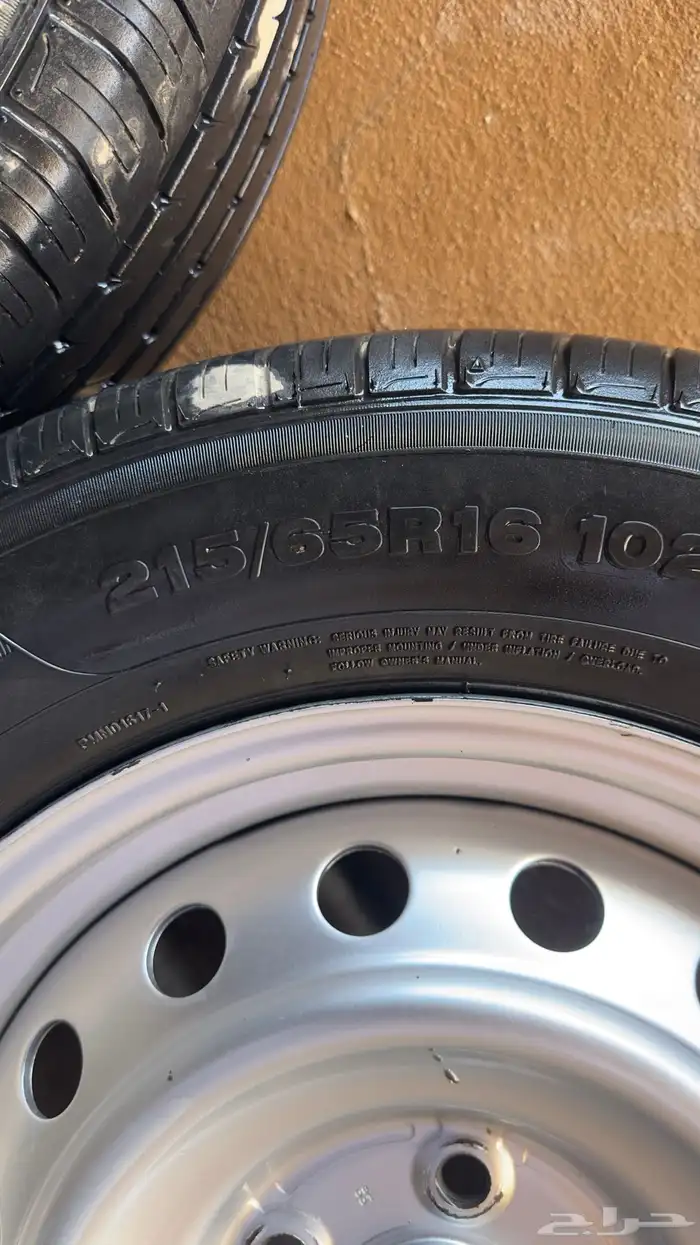 215/65R16 102
SAFETY WARNING: SERIOUS INJURY MAY RESULT FROM TIRE FAILURE DUE TO
IMPROPER MOUNTING / UNDER INFLATION / OVERLOAD.
FOLLOW OWNER'S MANUAL.
حراج